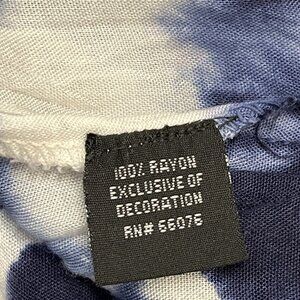 100% RAYON
EXCLUSIVE OF
DECORATION
RN# 66076